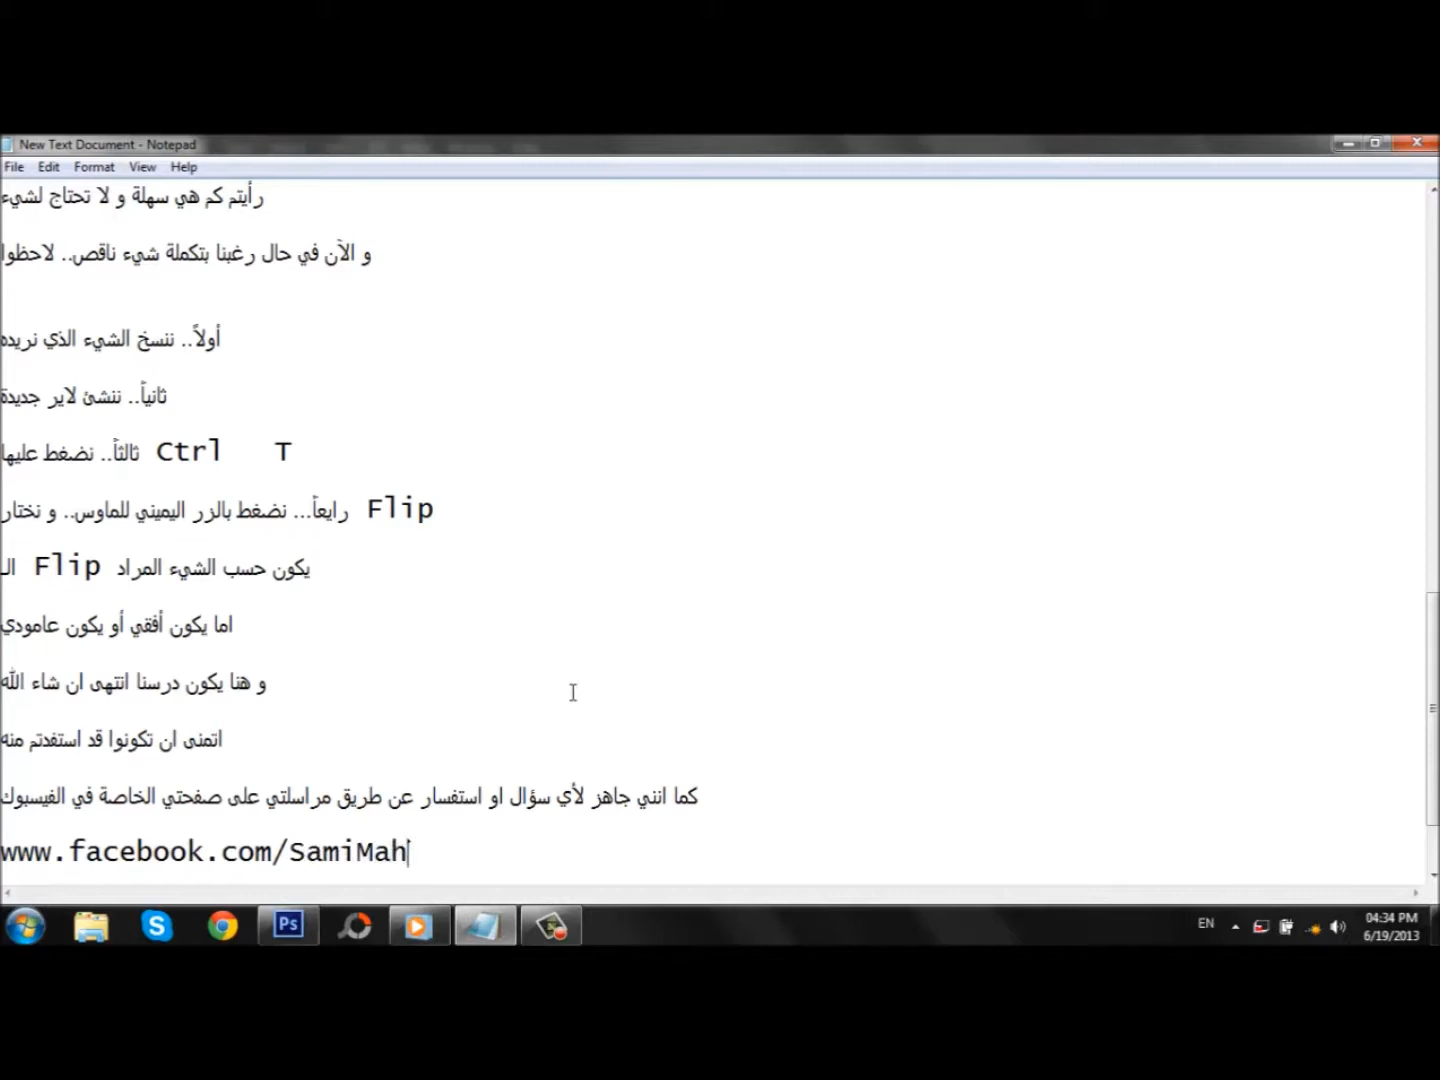 New Text Document - Notepad
File Edit Format View Help
رأيتم كم هي سهلة و لا تحتاج لشيء
و الآن في حال رغبنا بتكملة شيء ناقص.. لاحظوا
أولاً.. ننسخ الشيء الذي نريده
ثانياً.. ننشئ لاير جديدة
ثالثاً.. نضغط عليها Ctrl T
رايعاً... نضغط بالزر اليميني للماوس.. و نختار Flip
الـ Flip يكون حسب الشيء المراد
اما يكون أفقي أو يكون عامودي
و هنا يكون درسنا انتهى ان شاء الله
اتمنى ان تكونوا قد استفدتم منه
كما انني جاهز لأي سؤال او استفسار عن طريق مراسلتي على صفحتي الخاصة في الفيسبوك
www.facebook.com/SamiMah
Ps
EN
04:34 PM
6/19/2013